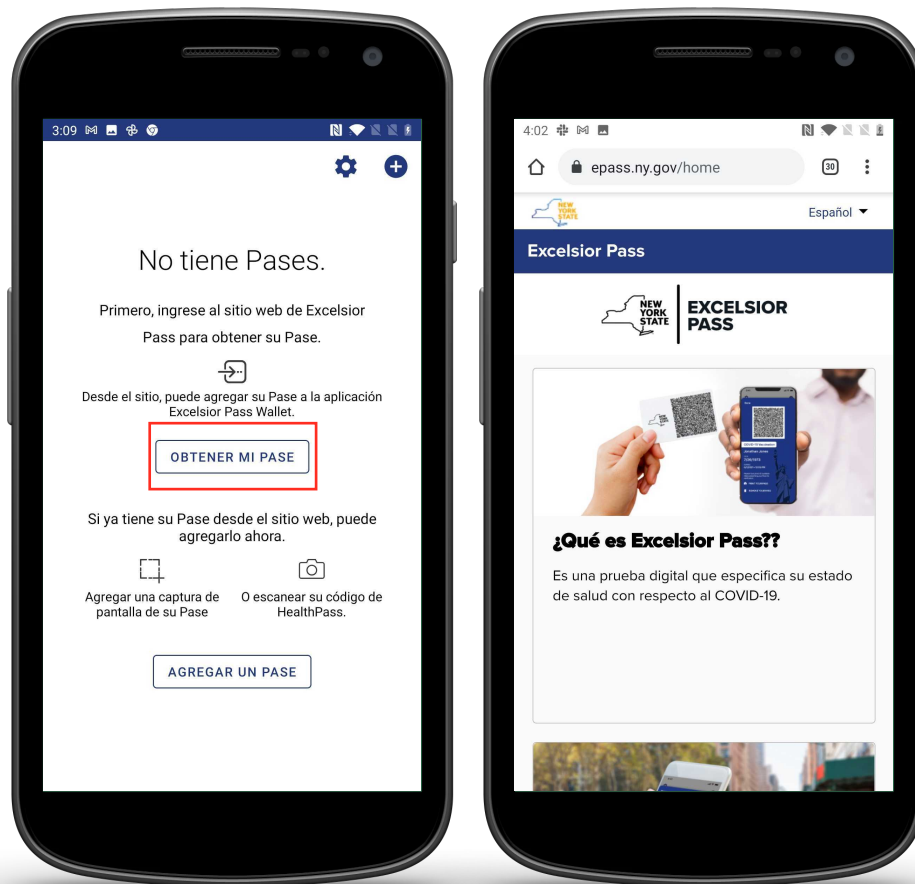 3:09
No tiene Pases.
Primero, ingrese al sitio web de Excelsior
Pass para obtener su Pase.
Desde el sitio, puede agregar su Pase a la aplicación
Excelsior Pass Wallet.
OBTENER MI PASE
Si ya tiene su Pase desde el sitio web, puede
agregarlo ahora.
Agregar una captura de
pantalla de su Pase
O escanear su código de
HealthPass.
AGREGAR UN PASE
4:02
epass.ny.gov/home
30
NEW
YORK
STATE
Español
Excelsior Pass
NEW
YORK
STATE
EXCELSIOR
PASS
¿Qué es Excelsior Pass??
Es una prueba digital que especifica su estado
de salud con respecto al COVID-19.